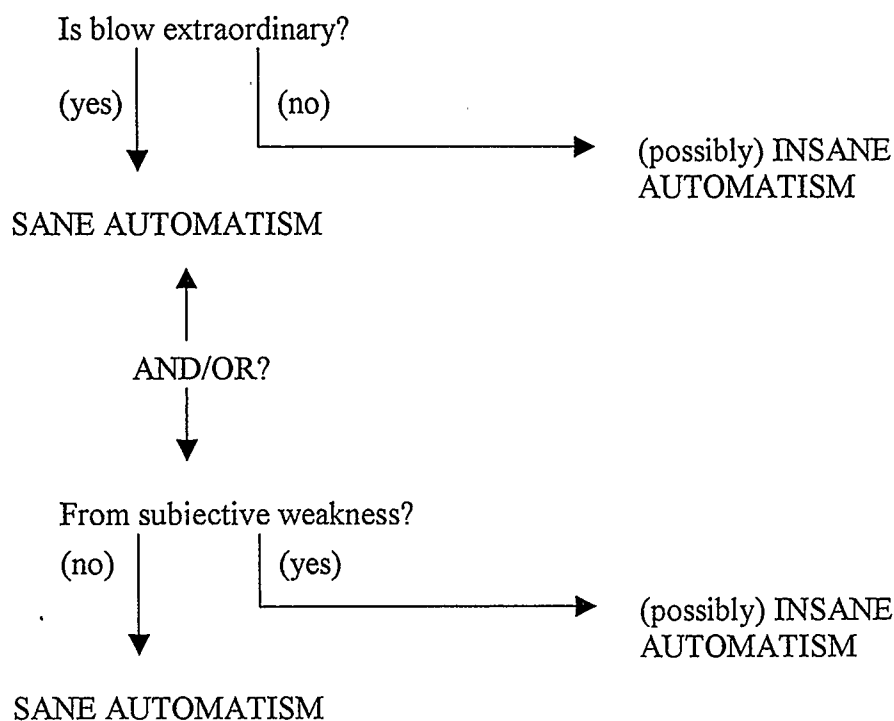 Is blow extraordinary?
(yes) (no)
(possibly) INSANE
AUTOMATISM
SANE AUTOMATISM
AND/OR?
From subiective weakness?
(no) (yes)
(possibly) INSANE
AUTOMATISM
SANE AUTOMATISM